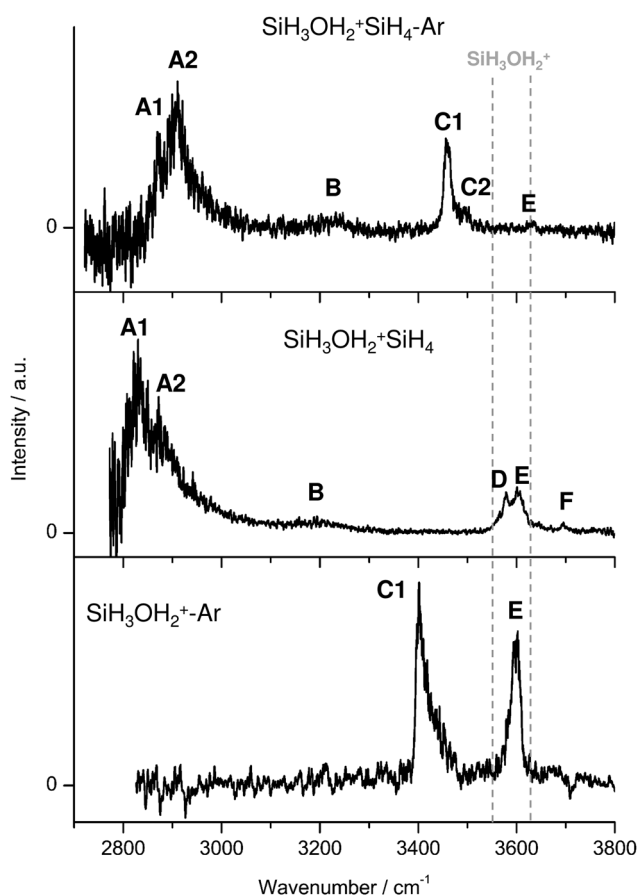 SiH₃OH₂⁺SiH₄-Ar
SiH₃OH₂⁺
A1
A2
B
C1
C2
E
0
SiH₃OH₂⁺SiH₄
A1
A2
B
D
E
F
0
Intensity / a.u.
SiH₃OH₂⁺-Ar
C1
E
0
2800 3000 3200 3400 3600 3800
Wavenumber / cm⁻¹